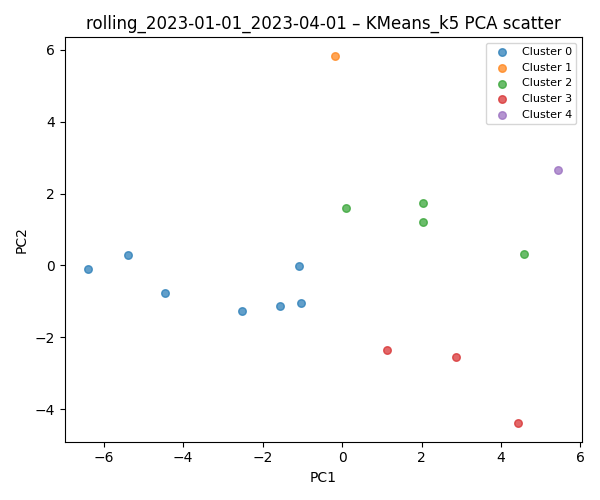 rolling_2023-01-01_2023-04-01 – KMeans_k5 PCA scatter
Cluster 0
Cluster 1
Cluster 2
Cluster 3
Cluster 4
PC2
6
4
2
0
−2
−4
−6
−4
−2
0
2
4
6
PC1